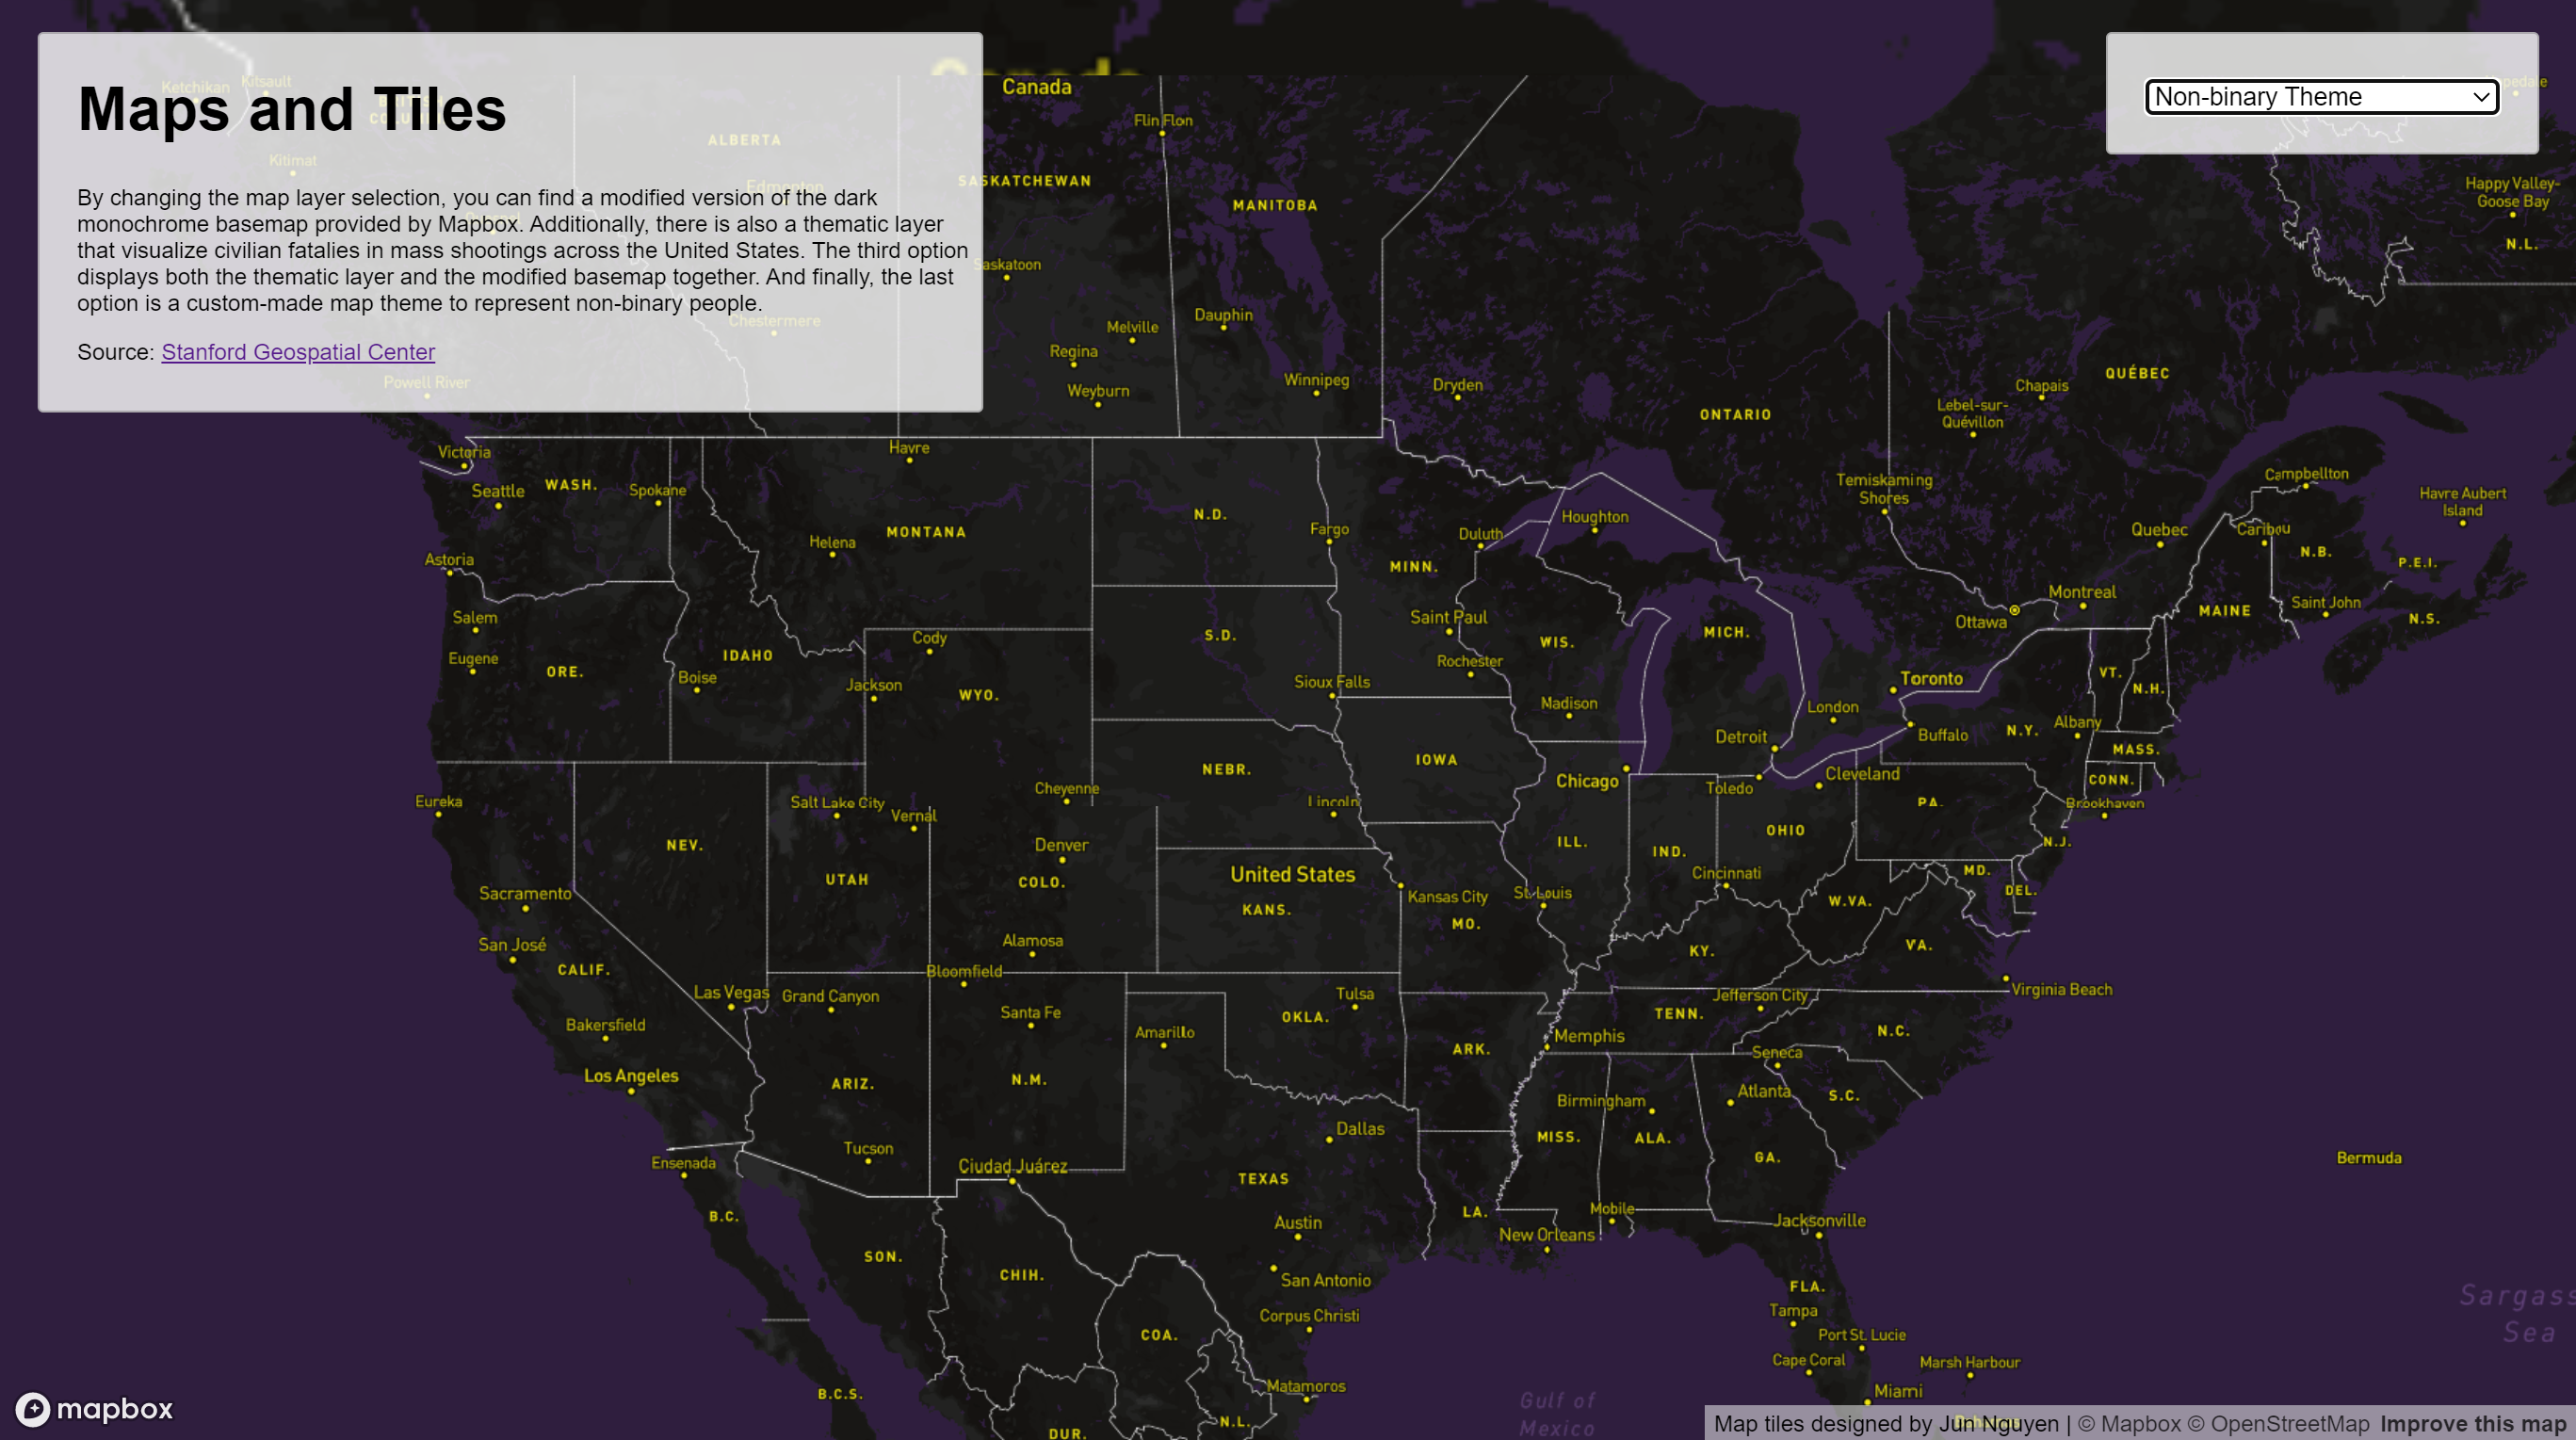 Maps and Tiles
By changing the map layer selection, you can find a modified version of the dark
monochrome basemap provided by Mapbox. Additionally, there is also a thematic layer
that visualize civilian fatalies in mass shootings across the United States. The third option
displays both the thematic layer and the modified basemap together. And finally, the last
option is a custom-made map theme to represent non-binary people.
Source: Stanford Geospatial Center
Non-binary Theme
Ketchikan
Kitsault
Kitimat
ALBERTA
Edmonton
Chestermere
Powell River
Canada
Flin Flon
SASKATCHEWAN
MANITOBA
Saskatoon
Melville
Dauphin
Regina
Weyburn
Winnipeg
Dryden
ONTARIO
QUÉBEC
Chapais
Lebel-sur-
Quévillon
Happy Valley-
Goose Bay
N.L.
Temiskaming
Shores
Campbellton
Havre Aubert
Island
Quebec
Caribou
N.B.
P.E.I.
Montreal
MAINE
Saint John
N.S.
Ottawa
Toronto
London
Victoria
Seattle
WASH.
Spokane
Havre
MONTANA
Helena
N.D.
Fargo
MINN.
Duluth
Houghton
Astoria
Salem
Eugene
ORE.
IDAHO
Boise
Cody
Jackson
WYO.
S.D.
Sioux Falls
Saint Paul
Rochester
WIS.
Madison
MICH.
Detroit
Buffalo
N.Y.
Albany
VT.
N.H.
MASS.
CONN.
Brookhaven
Eureka
NEV.
Salt Lake City
Vernal
UTAH
Cheyenne
Denver
COLO.
NEBR.
Lincoln
IOWA
Chicago
Toledo
Cleveland
PA.
N.J.
MD.
DEL.
ILL.
IND.
OHIO
Cincinnati
W.VA.
VA.
Sacramento
San José
CALIF.
Las Vegas
Grand Canyon
Bloomfield
Alamosa
Santa Fe
United States
KANS.
Kansas City
MO.
St. Louis
KY.
Virginia Beach
Bakersfield
Los Angeles
ARIZ.
Tucson
N.M.
Amarillo
OKLA.
Tulsa
ARK.
Memphis
TENN.
Jefferson City
N.C.
Seneca
S.C.
Atlanta
Birmingham
MISS.
ALA.
GA.
Dallas
TEXAS
Ensenada
Ciudad Juárez
B.C.
SON.
CHIH.
Austin
San Antonio
Corpus Christi
LA.
New Orleans
Mobile
Jacksonville
FLA.
Tampa
Port St. Lucie
Cape Coral
Marsh Harbour
Miami
Bermuda
COA.
Matamoros
N.L.
B.C.S.
DUR.
Gulf of
Mexico
Sargass
Sea
mapbox
Map tiles designed by Jun Nguyen | © Mapbox © OpenStreetMap Improve this map